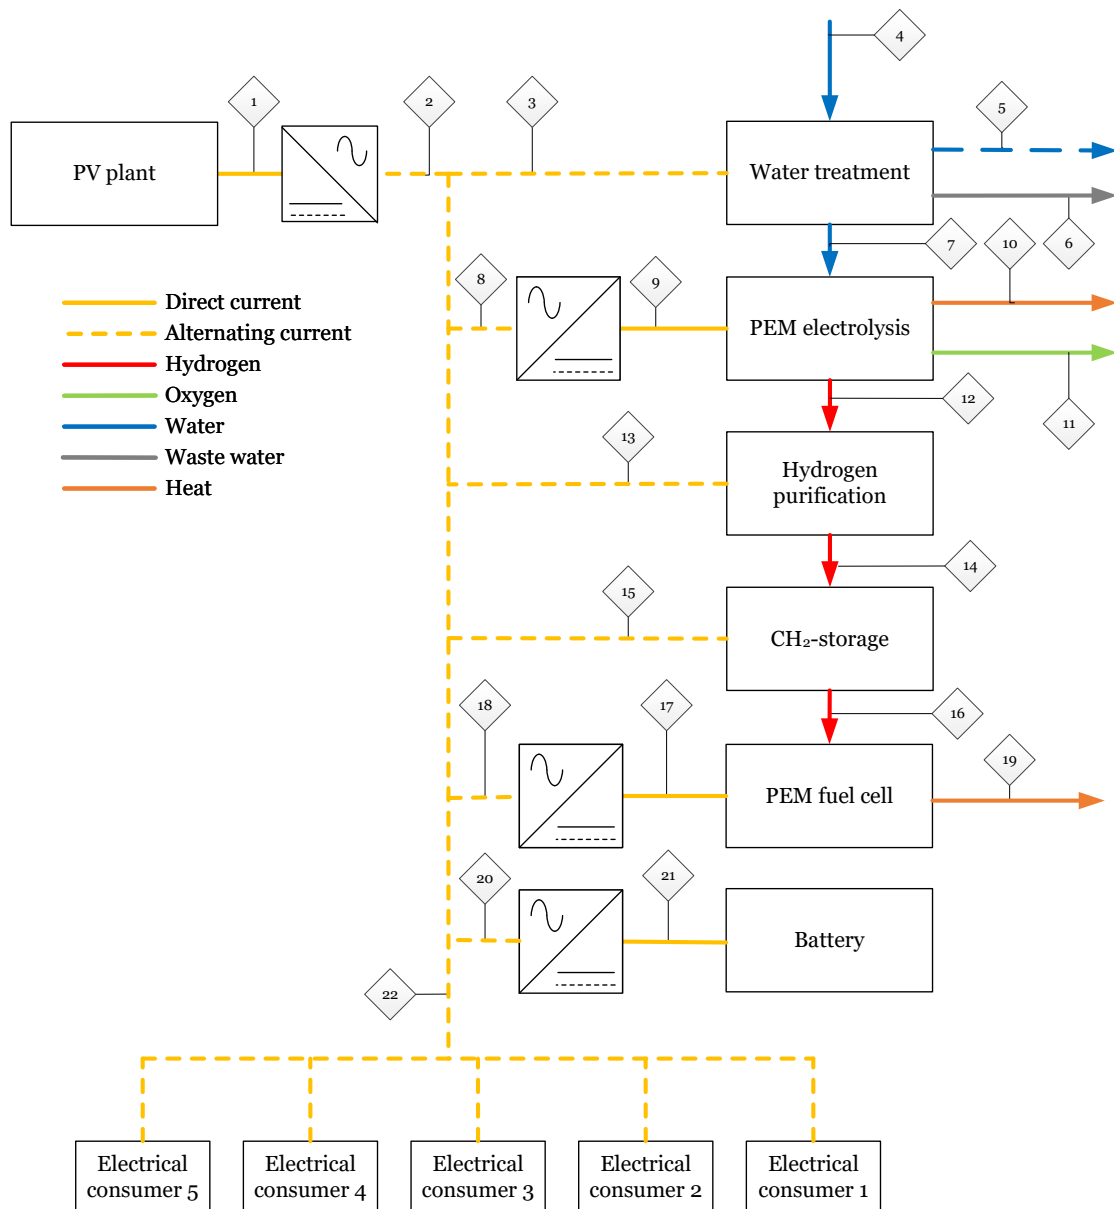 4
1
2
3
5
PV plant
Water treatment
6
7
10
8
9
Direct current
Alternating current
Hydrogen
Oxygen
Water
Waste water
Heat
PEM electrolysis
12
11
13
Hydrogen
purification
14
15
CH₂-storage
16
18
17
19
PEM fuel cell
20
21
Battery
22
Electrical
consumer 5
Electrical
consumer 4
Electrical
consumer 3
Electrical
consumer 2
Electrical
consumer 1